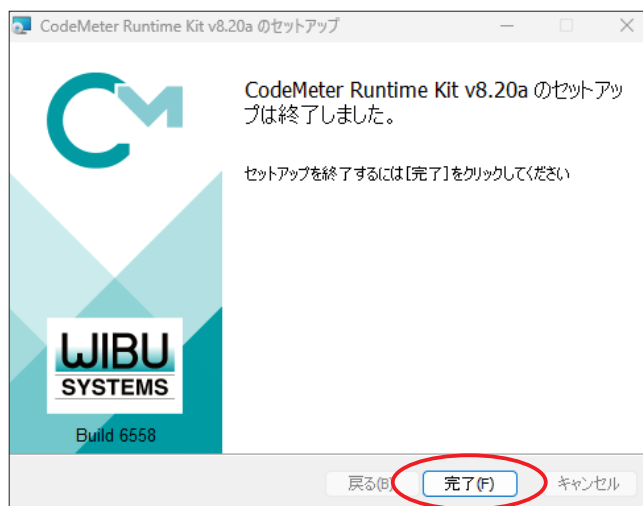 CodeMeter Runtime Kit v8.20a のセットアップ
CM
CodeMeter Runtime Kit v8.20a のセットアッ
プは終了しました。
セットアップを終了するには[完了]をクリックしてください
WIBU
SYSTEMS
Build 6558
戻る(B)
完了(F)
キャンセル